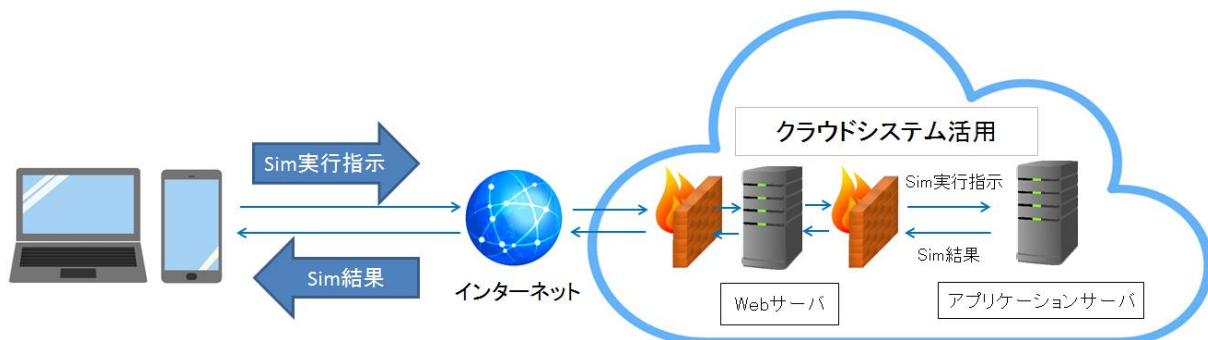 クラウドシステム活用
Sim実行指示
Sim実行指示
Sim結果
Sim結果
インターネット
Webサーバ
アプリケーションサーバ